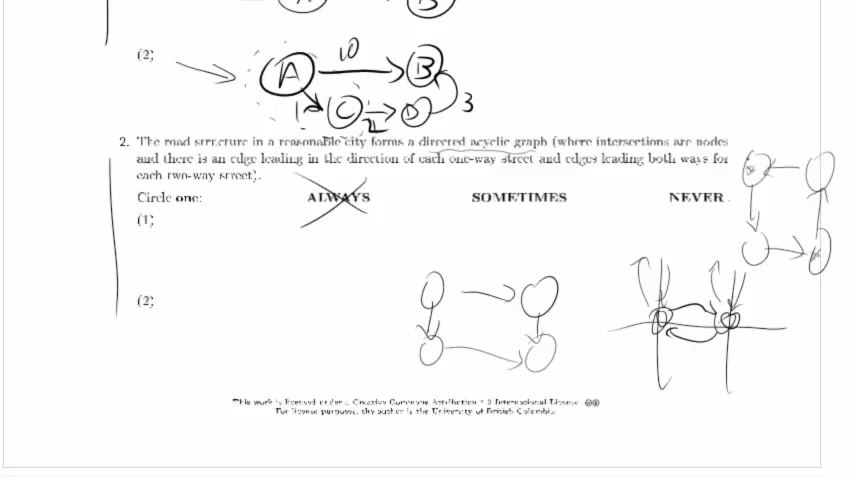 A B
(2)
A 10 B
1 C 2 D 3
2. The road structure in a reasonable city forms a directed acyclic graph (where intersections are nodes
and there is an edge leading in the direction of each one-way street and edges leading both ways for
each two-way street).
Circle one: ALWAYS SOMETIMES NEVER
(1)
(2)
This work is licensed under a Creative Commons Attribution 4.0 International License.
For license purposes, the author is the University of British Columbia.